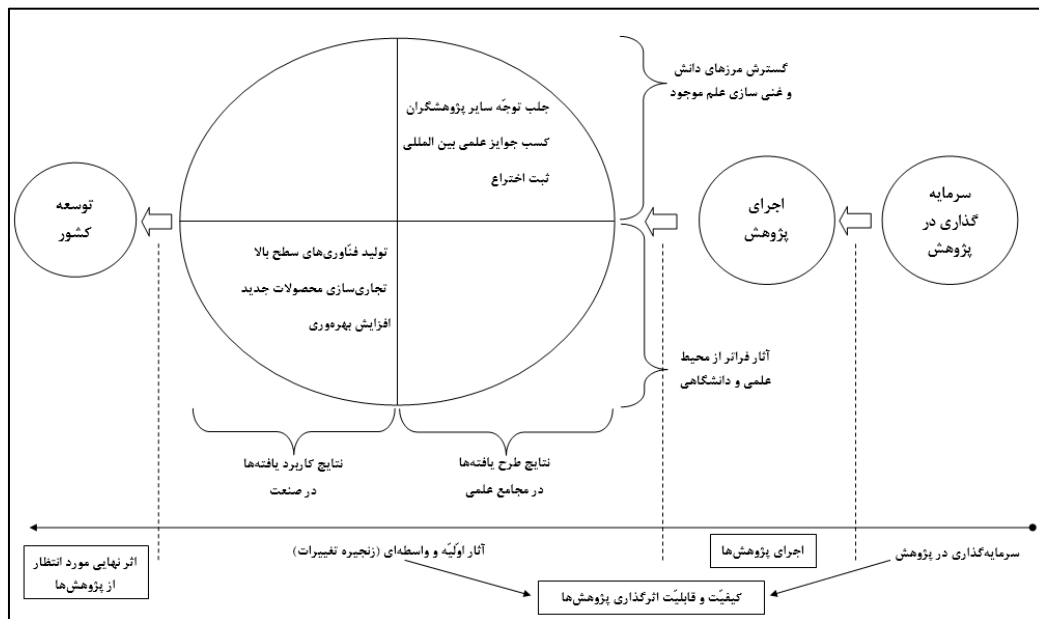 گسترش مرزهای دانش
و غنی سازی علم موجود
جلب توجّه سایر پژوهشگران
کسب جوایز علمی بین المللی
ثبت اختراع
سرمایه
گذاری در
پژوهش
اجرای
پژوهش
توسعه
کشور
تولید فنّاوری‌های سطح بالا
تجاری‌سازی محصولات جدید
افزایش بهره‌وری
آثار فراتر از محیط
علمی و دانشگاهی
نتایج طرح یافته‌ها
در مجامع علمی
نتایج کاربرد یافته‌ها
در صنعت
سرمایه‌گذاری در پژوهش
اجرای پژوهش‌ها
آثار اوّلیّه و واسطه‌ای (زنجیره تغییرات)
اثر نهایی مورد انتظار
از پژوهش‌ها
کیفیّت و قابلیّت اثرگذاری پژوهش‌ها